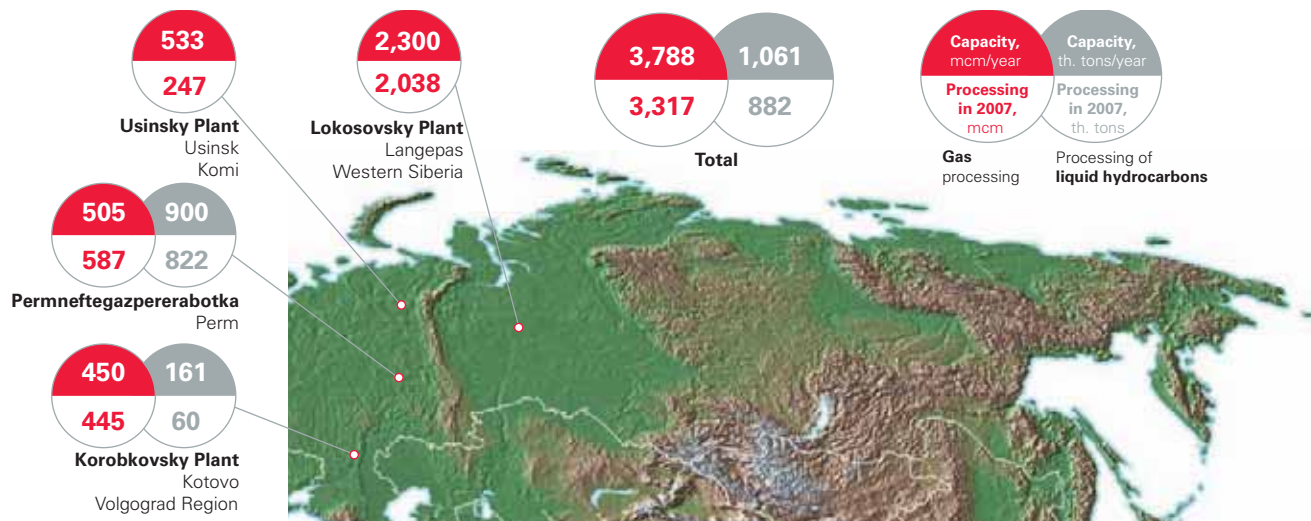 533
247
Usinsky Plant
Usinsk
Komi
2,300
2,038
Lokosovsky Plant
Langepas
Western Siberia
3,788 1,061
3,317 882
Total
Capacity, Capacity,
mcm/year th. tons/year
Processing Processing
in 2007, in 2007,
mcm th. tons
Gas Processing of
processing liquid hydrocarbons
505 900
587 822
Permneftegazpererabotka
Perm
450 161
445 60
Korobkovsky Plant
Kotovo
Volgograd Region